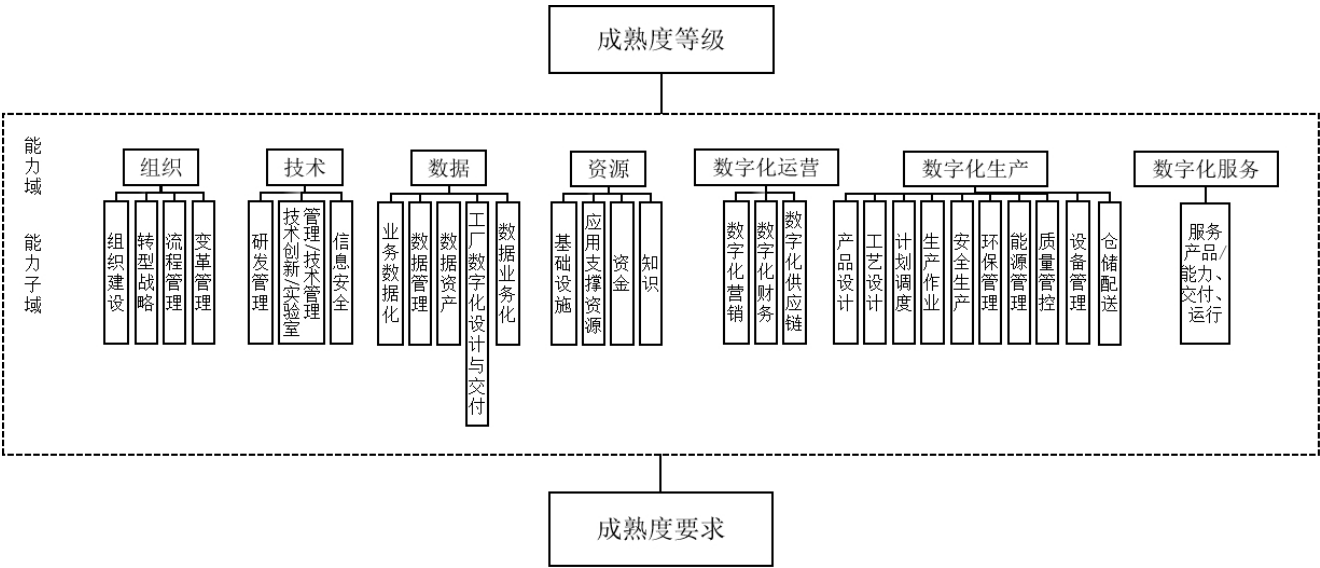 成熟度等级
能力域
组织
技术
数据
资源
数字化运营
数字化生产
数字化服务
能力子域
组织建设
转型战略
流程管理
变革管理
研发管理
技术创新/实验室
管理/技术管理
信息安全
业务数据化
数据管理
数据资产
工厂数字化设计与交付
数据业务化
基础设施
应用支撑资源
资金
知识
数字化营销
数字化财务
数字化供应链
产品设计
工艺设计
计划调度
生产作业
安全生产
环保管理
能源管理
质量管控
设备管理
仓储配送
服务
产品/
能力、
交付、
运行
成熟度要求